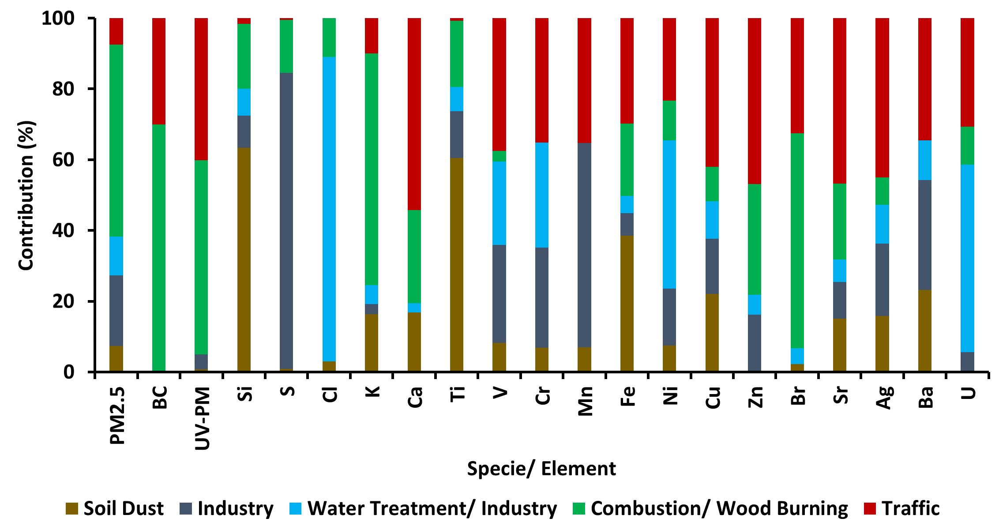 100
80
60
40
20
0
Contribution (%)
PM2.5
BC
UV-PM
Si
S
Cl
K
Ca
Ti
V
Cr
Mn
Fe
Ni
Cu
Zn
Br
Sr
Ag
Ba
U
Specie/ Element
Soil Dust Industry Water Treatment/ Industry Combustion/ Wood Burning Traffic